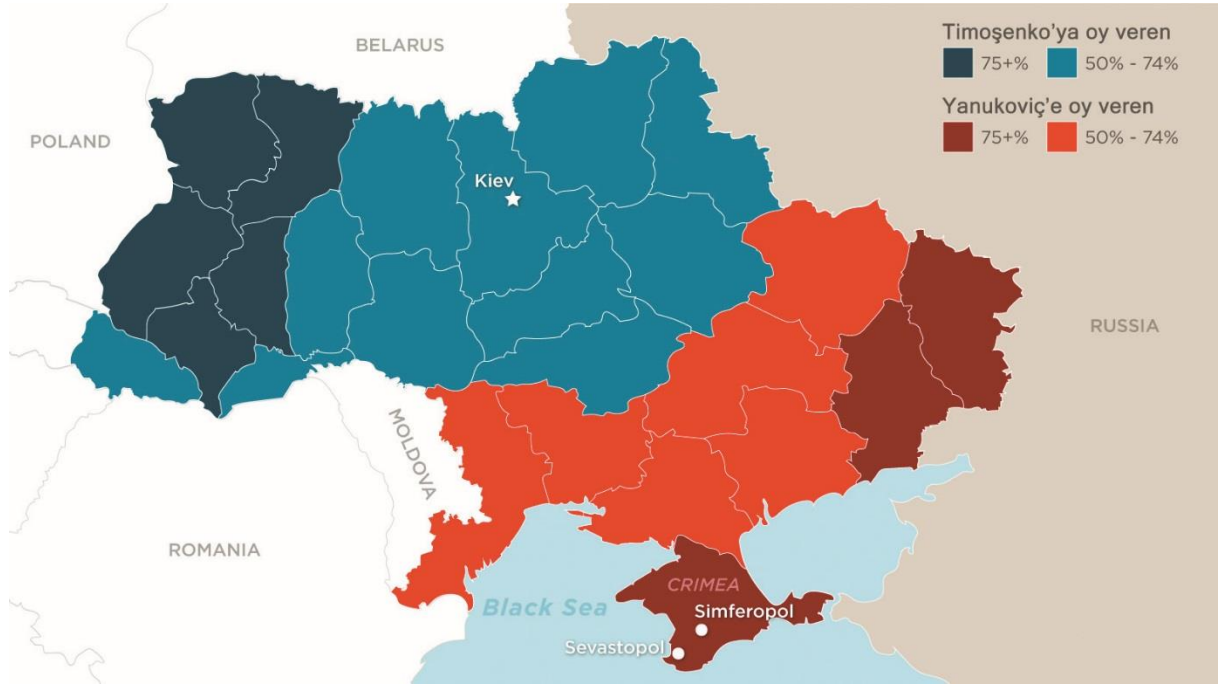 Timoşenko'ya oy veren
75+% 50% - 74%
Yanukoviç'e oy veren
75+% 50% - 74%
BELARUS
POLAND
Kiev
RUSSIA
MOLDOVA
ROMANIA
CRIMEA
Black Sea
Simferopol
Sevastopol